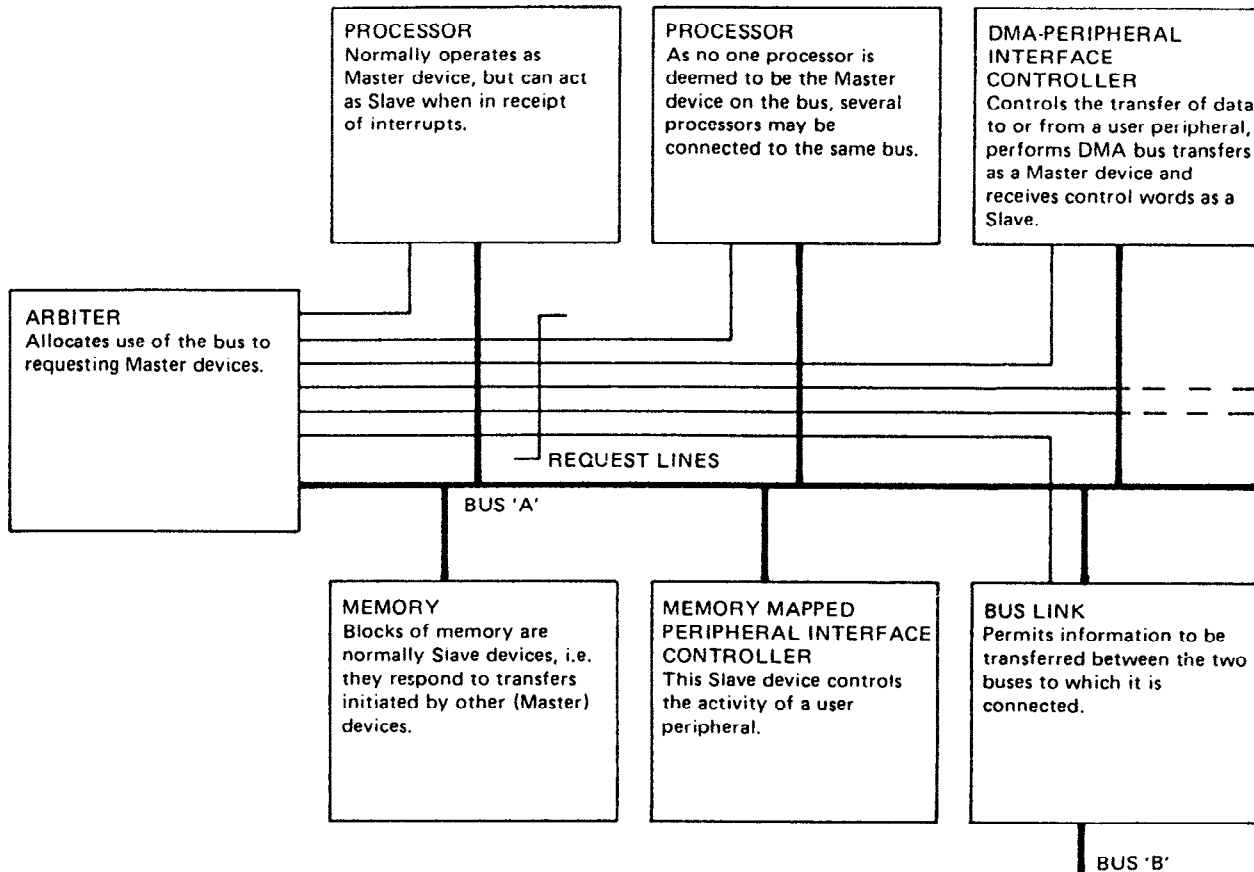 PROCESSOR
Normally operates as
Master device, but can act
as Slave when in receipt
of interrupts.
PROCESSOR
As no one processor is
deemed to be the Master
device on the bus, several
processors may be
connected to the same bus.
DMA-PERIPHERAL
INTERFACE
CONTROLLER
Controls the transfer of data
to or from a user peripheral,
performs DMA bus transfers
as a Master device and
receives control words as a
Slave.
ARBITER
Allocates use of the bus to
requesting Master devices.
REQUEST LINES
BUS 'A'
MEMORY
Blocks of memory are
normally Slave devices, i.e.
they respond to transfers
initiated by other (Master)
devices.
MEMORY MAPPED
PERIPHERAL INTERFACE
CONTROLLER
This Slave device controls
the activity of a user
peripheral.
BUS LINK
Permits information to be
transferred between the two
buses to which it is
connected.
BUS 'B'